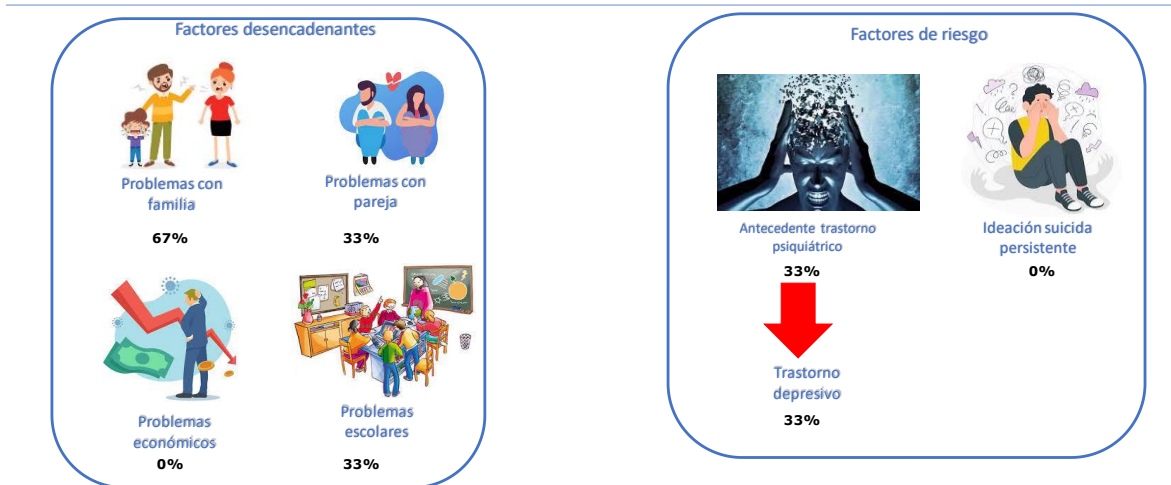 Factores desencadenantes
Problemas con
familia
67%
Problemas con
pareja
33%
Problemas
económicos
0%
Problemas
escolares
33%
Factores de riesgo
Antecedente trastorno
psiquiátrico
33%
Trastorno
depresivo
33%
Ideación suicida
persistente
0%